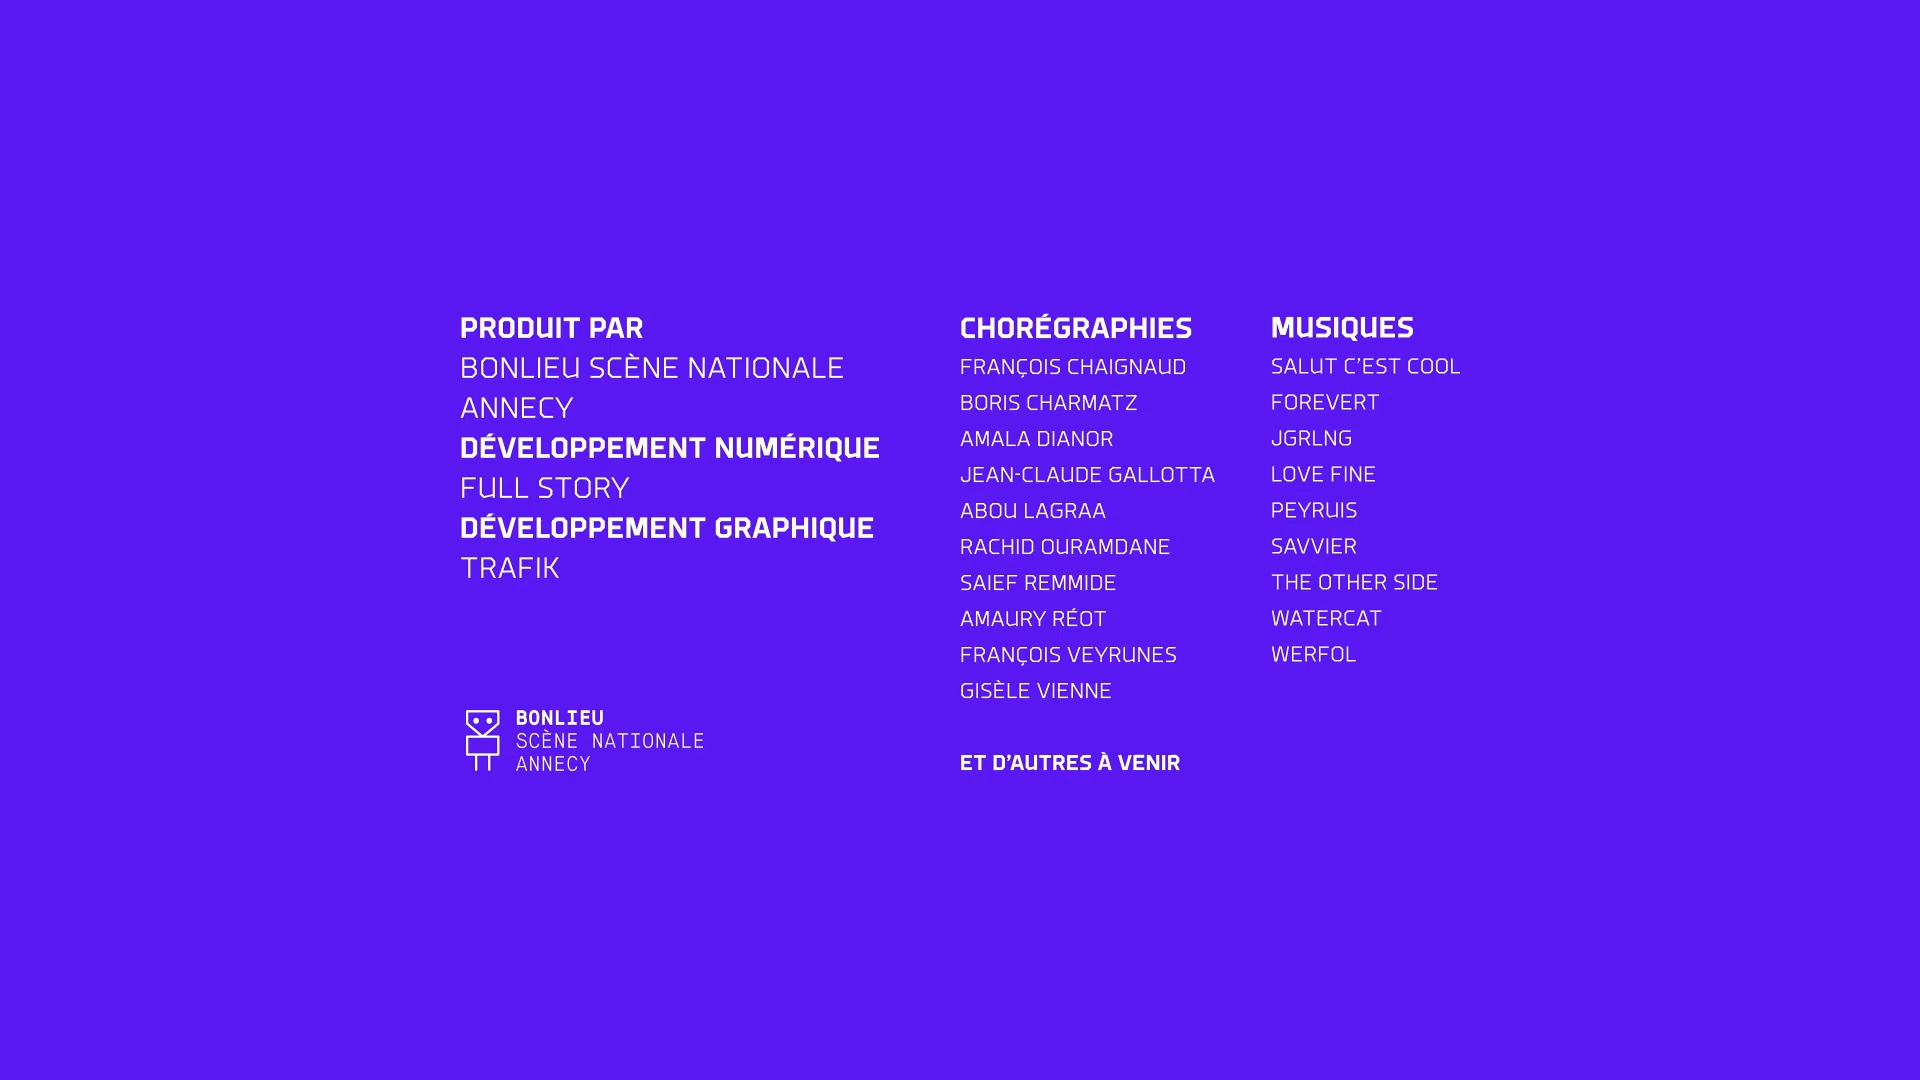 PRODUIT PAR
BONLIEU SCÈNE NATIONALE
ANNECY
DÉVELOPPEMENT NUMÉRIQUE
FULL STORY
DÉVELOPPEMENT GRAPHIQUE
TRAFIK
BONLIEU
SCÈNE NATIONALE
ANNECY
CHORÉGRAPHIES
FRANÇOIS CHAIGNAUD
BORIS CHARMATZ
AMALA DIANOR
JEAN-CLAUDE GALLOTTA
ABOU LAGRAA
RACHID OURAMDANE
SAIEF REMMIDE
AMAURY RÉOT
FRANÇOIS VEYRUNES
GISÈLE VIENNE
ET D’AUTRES À VENIR
MUSIQUES
SALUT C’EST COOL
FOREVERT
JGRLNG
LOVE FINE
PEYRUIS
SAVVIER
THE OTHER SIDE
WATERCAT
WERFOL